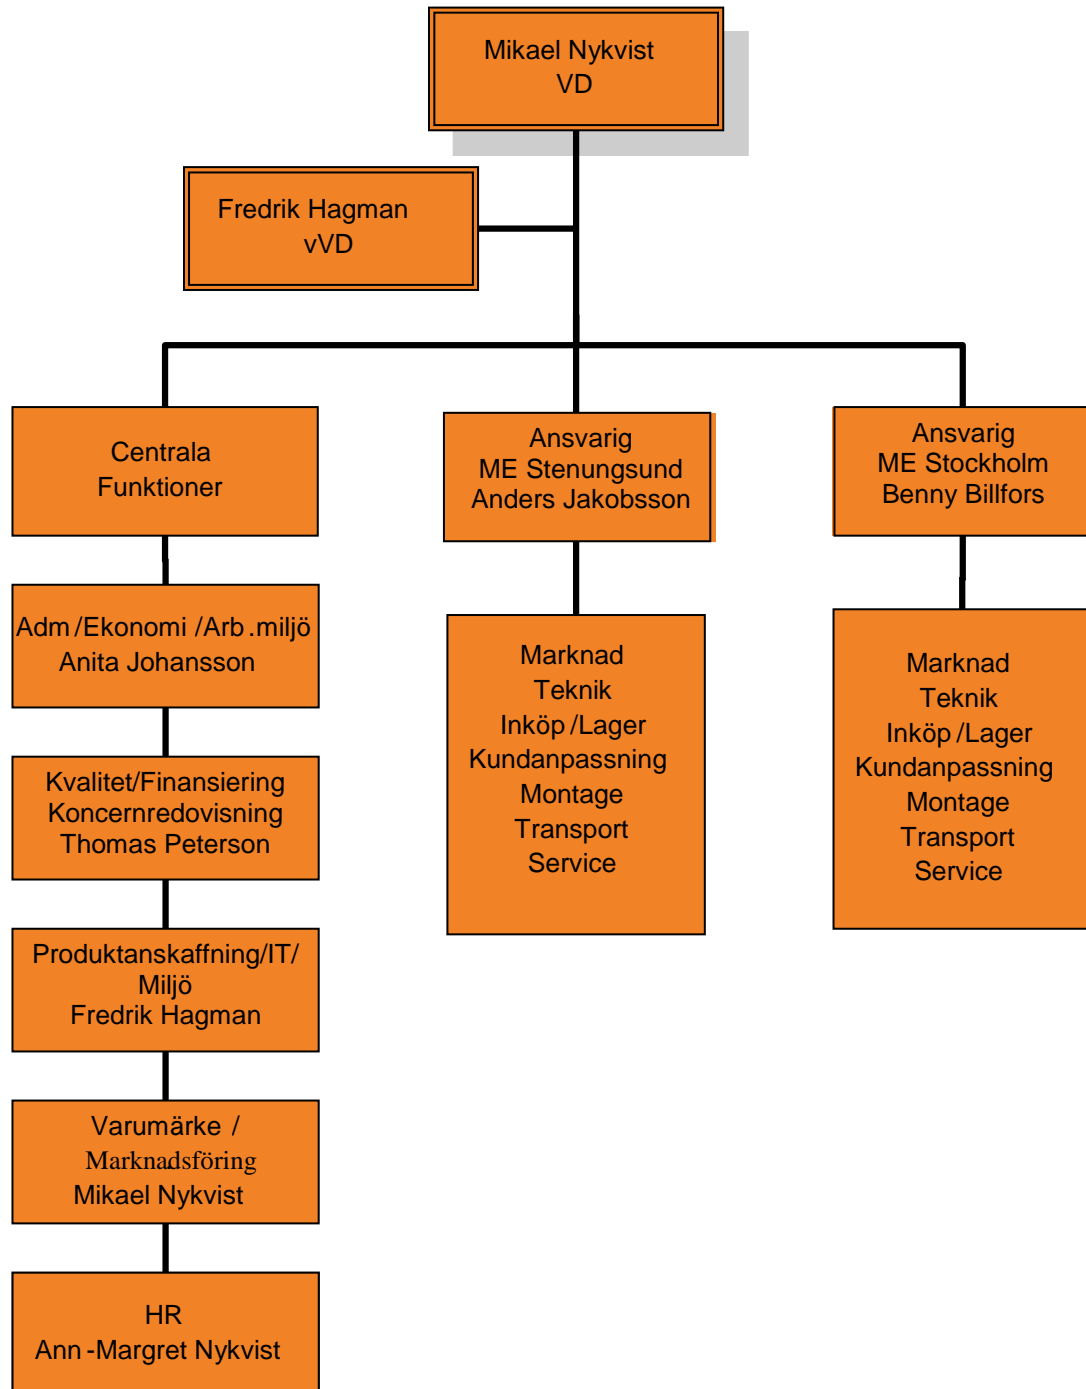 Mikael Nykvist
VD
Fredrik Hagman
vVD
Centrala
Funktioner
Adm/Ekonomi/Arb.miljö
Anita Johansson
Kvalitet/Finansiering
Koncernredovisning
Thomas Peterson
Produktanskaffning/IT/
Miljö
Fredrik Hagman
Varumärke /
Marknadsföring
Mikael Nykvist
HR
Ann-Margret Nykvist
Ansvarig
ME Stenungsund
Anders Jakobsson
Marknad
Teknik
Inköp/Lager
Kundanpassning
Montage
Transport
Service
Ansvarig
ME Stockholm
Benny Billfors
Marknad
Teknik
Inköp/Lager
Kundanpassning
Montage
Transport
Service